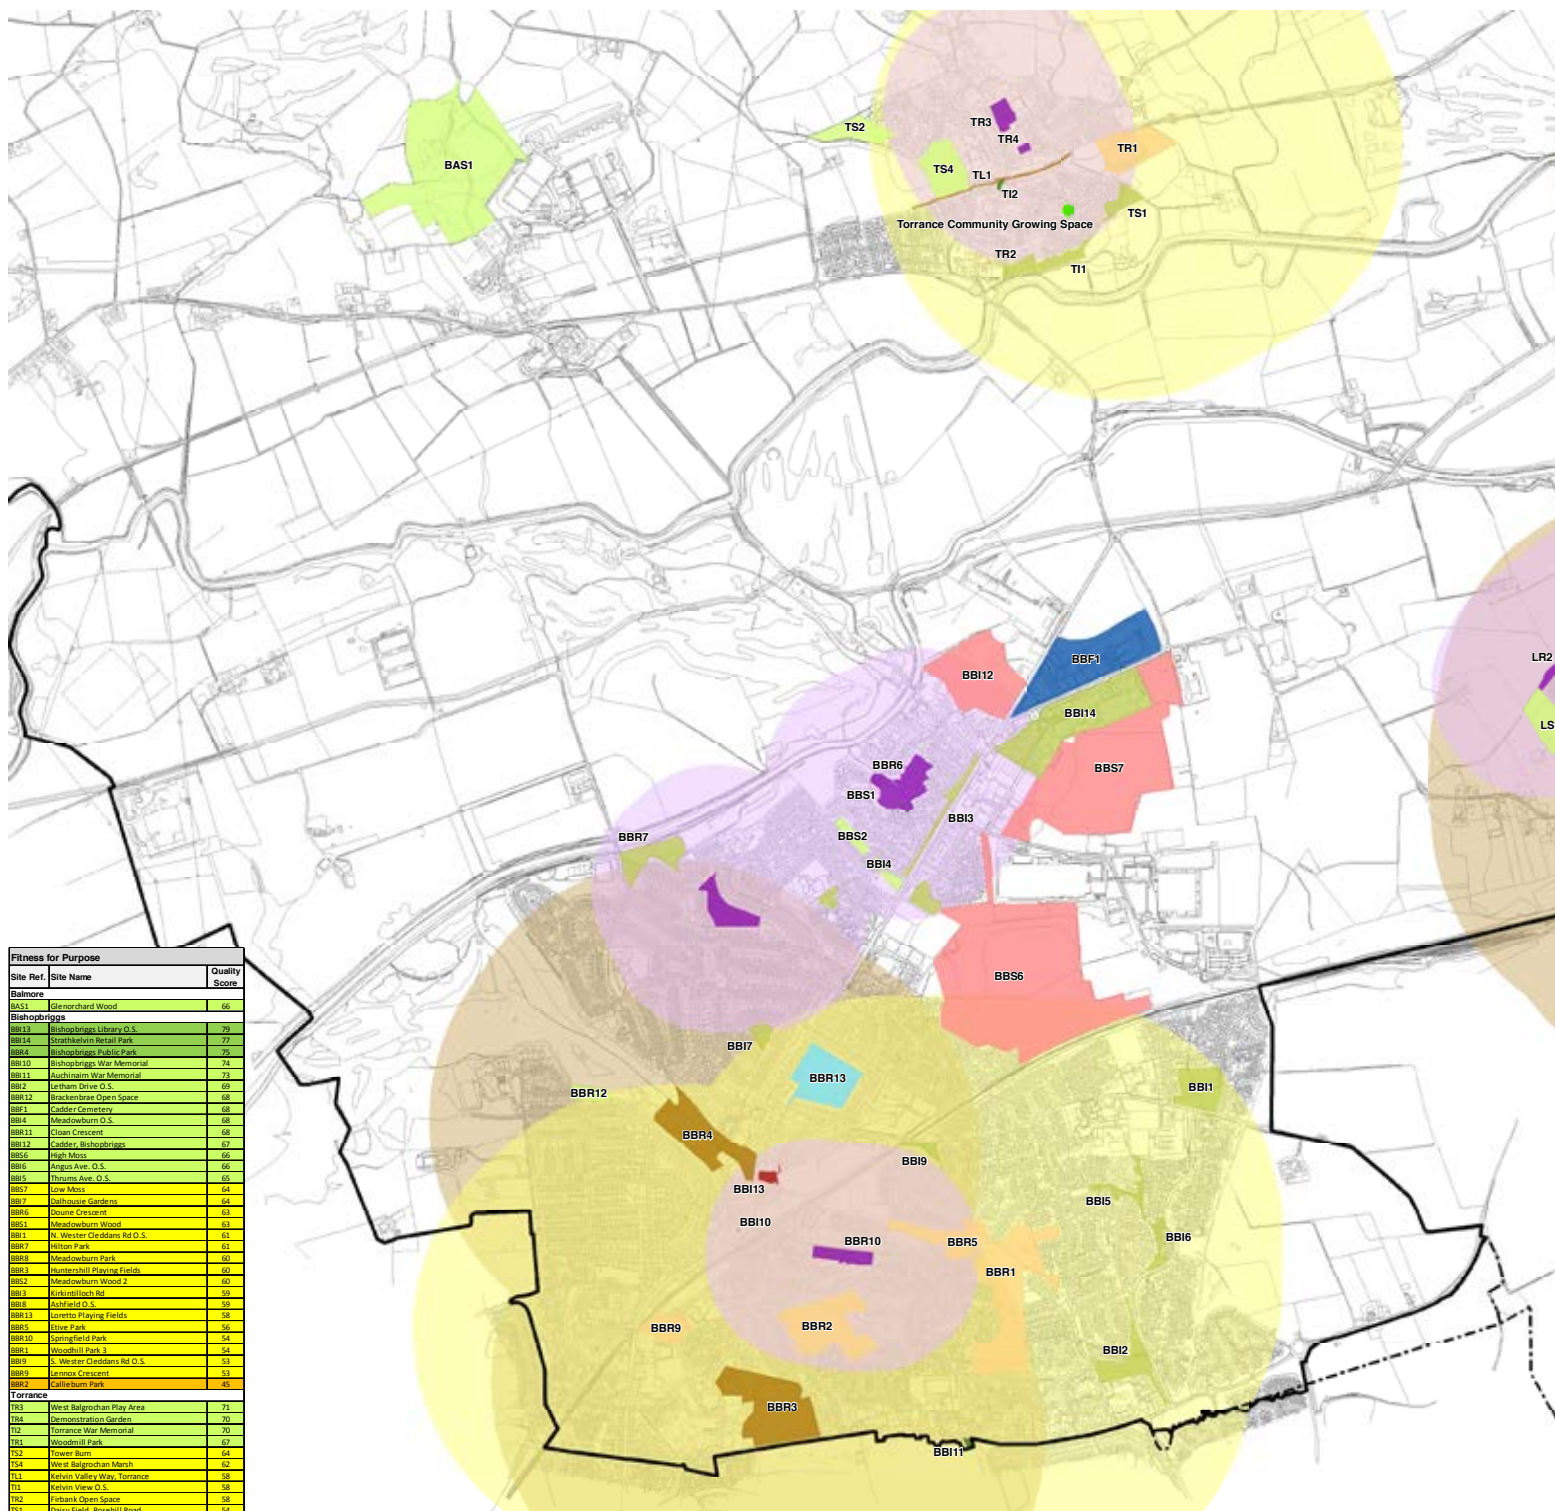 TS2
TR3
TR4
TR1
BAS1
TS4
TL1
TI2
TS1
Torrance Community Growing Space
TR2
TI1
BBF1
LR2
BBI12
BBI14
LS
BBR6
BBS7
BBS1
BBI3
BBR7
BBS2
BBI4
BBS6
BBI7
BBR13
BBI1
BBR12
BBR4
BBI9
BBI13
BBI5
BBI10
BBR10
BBR5
BBI6
BBR1
BBR9
BBR2
BBI2
BBR3
BBI11
Fitness for Purpose
Site Ref. Site Name Quality Score
Balmore
BAS1 Glenorchard Wood 66
Bishopbriggs
BBI13 Bishopbriggs Library O.S. 79
BBI14 Strathkelvin Retail Park 77
BBR4 Bishopbriggs Public Park 75
BBI10 Bishopbriggs War Memorial 74
BBI11 Auchinairn War Memorial 73
BBI2 Letham Drive O.S. 69
BBR12 Brackenbrae Open Space 68
BBF1 Cadder Cemetery 68
BBI4 Meadowburn O.S. 68
BBR11 Cloan Crescent 68
BBI12 Cadder, Bishopbriggs 67
BBS6 High Moss 66
BBI6 Angus Ave. O.S. 66
BBI5 Thrums Ave. O.S. 65
BBS7 Low Moss 64
BBI7 Dalhousie Gardens 64
BBR6 Doune Crescent 63
BBS1 Meadowburn Wood 63
BBI1 N. Wester Cleddans Rd O.S. 61
BBR7 Hilton Park 61
BBR8 Meadowburn Park 60
BBR3 Huntershill Playing Fields 60
BBS2 Meadowburn Wood 2 60
BBI3 Kirkintilloch Rd 59
BBI8 Ashfield O.S. 59
BBR13 Loretto Playing Fields 58
BBR5 Etive Park 56
BBR10 Springfield Park 54
BBR1 Woodhill Park 3 54
BBI9 S. Wester Cleddans Rd O.S. 53
BBR9 Lennox Crescent 53
BBR2 Callieburn Park 45
Torrance
TR3 West Balgrochan Play Area 71
TR4 Demonstration Garden 70
TI2 Torrance War Memorial 70
TR1 Woodmill Park 67
TS2 Tower Burn 64
TS4 West Balgrochan Marsh 62
TL1 Kelvin Valley Way, Torrance 58
TI1 Kelvin View O.S. 58
TR2 Firbank Open Space 58
TS1 Daisy Field, Rosehill Road 54